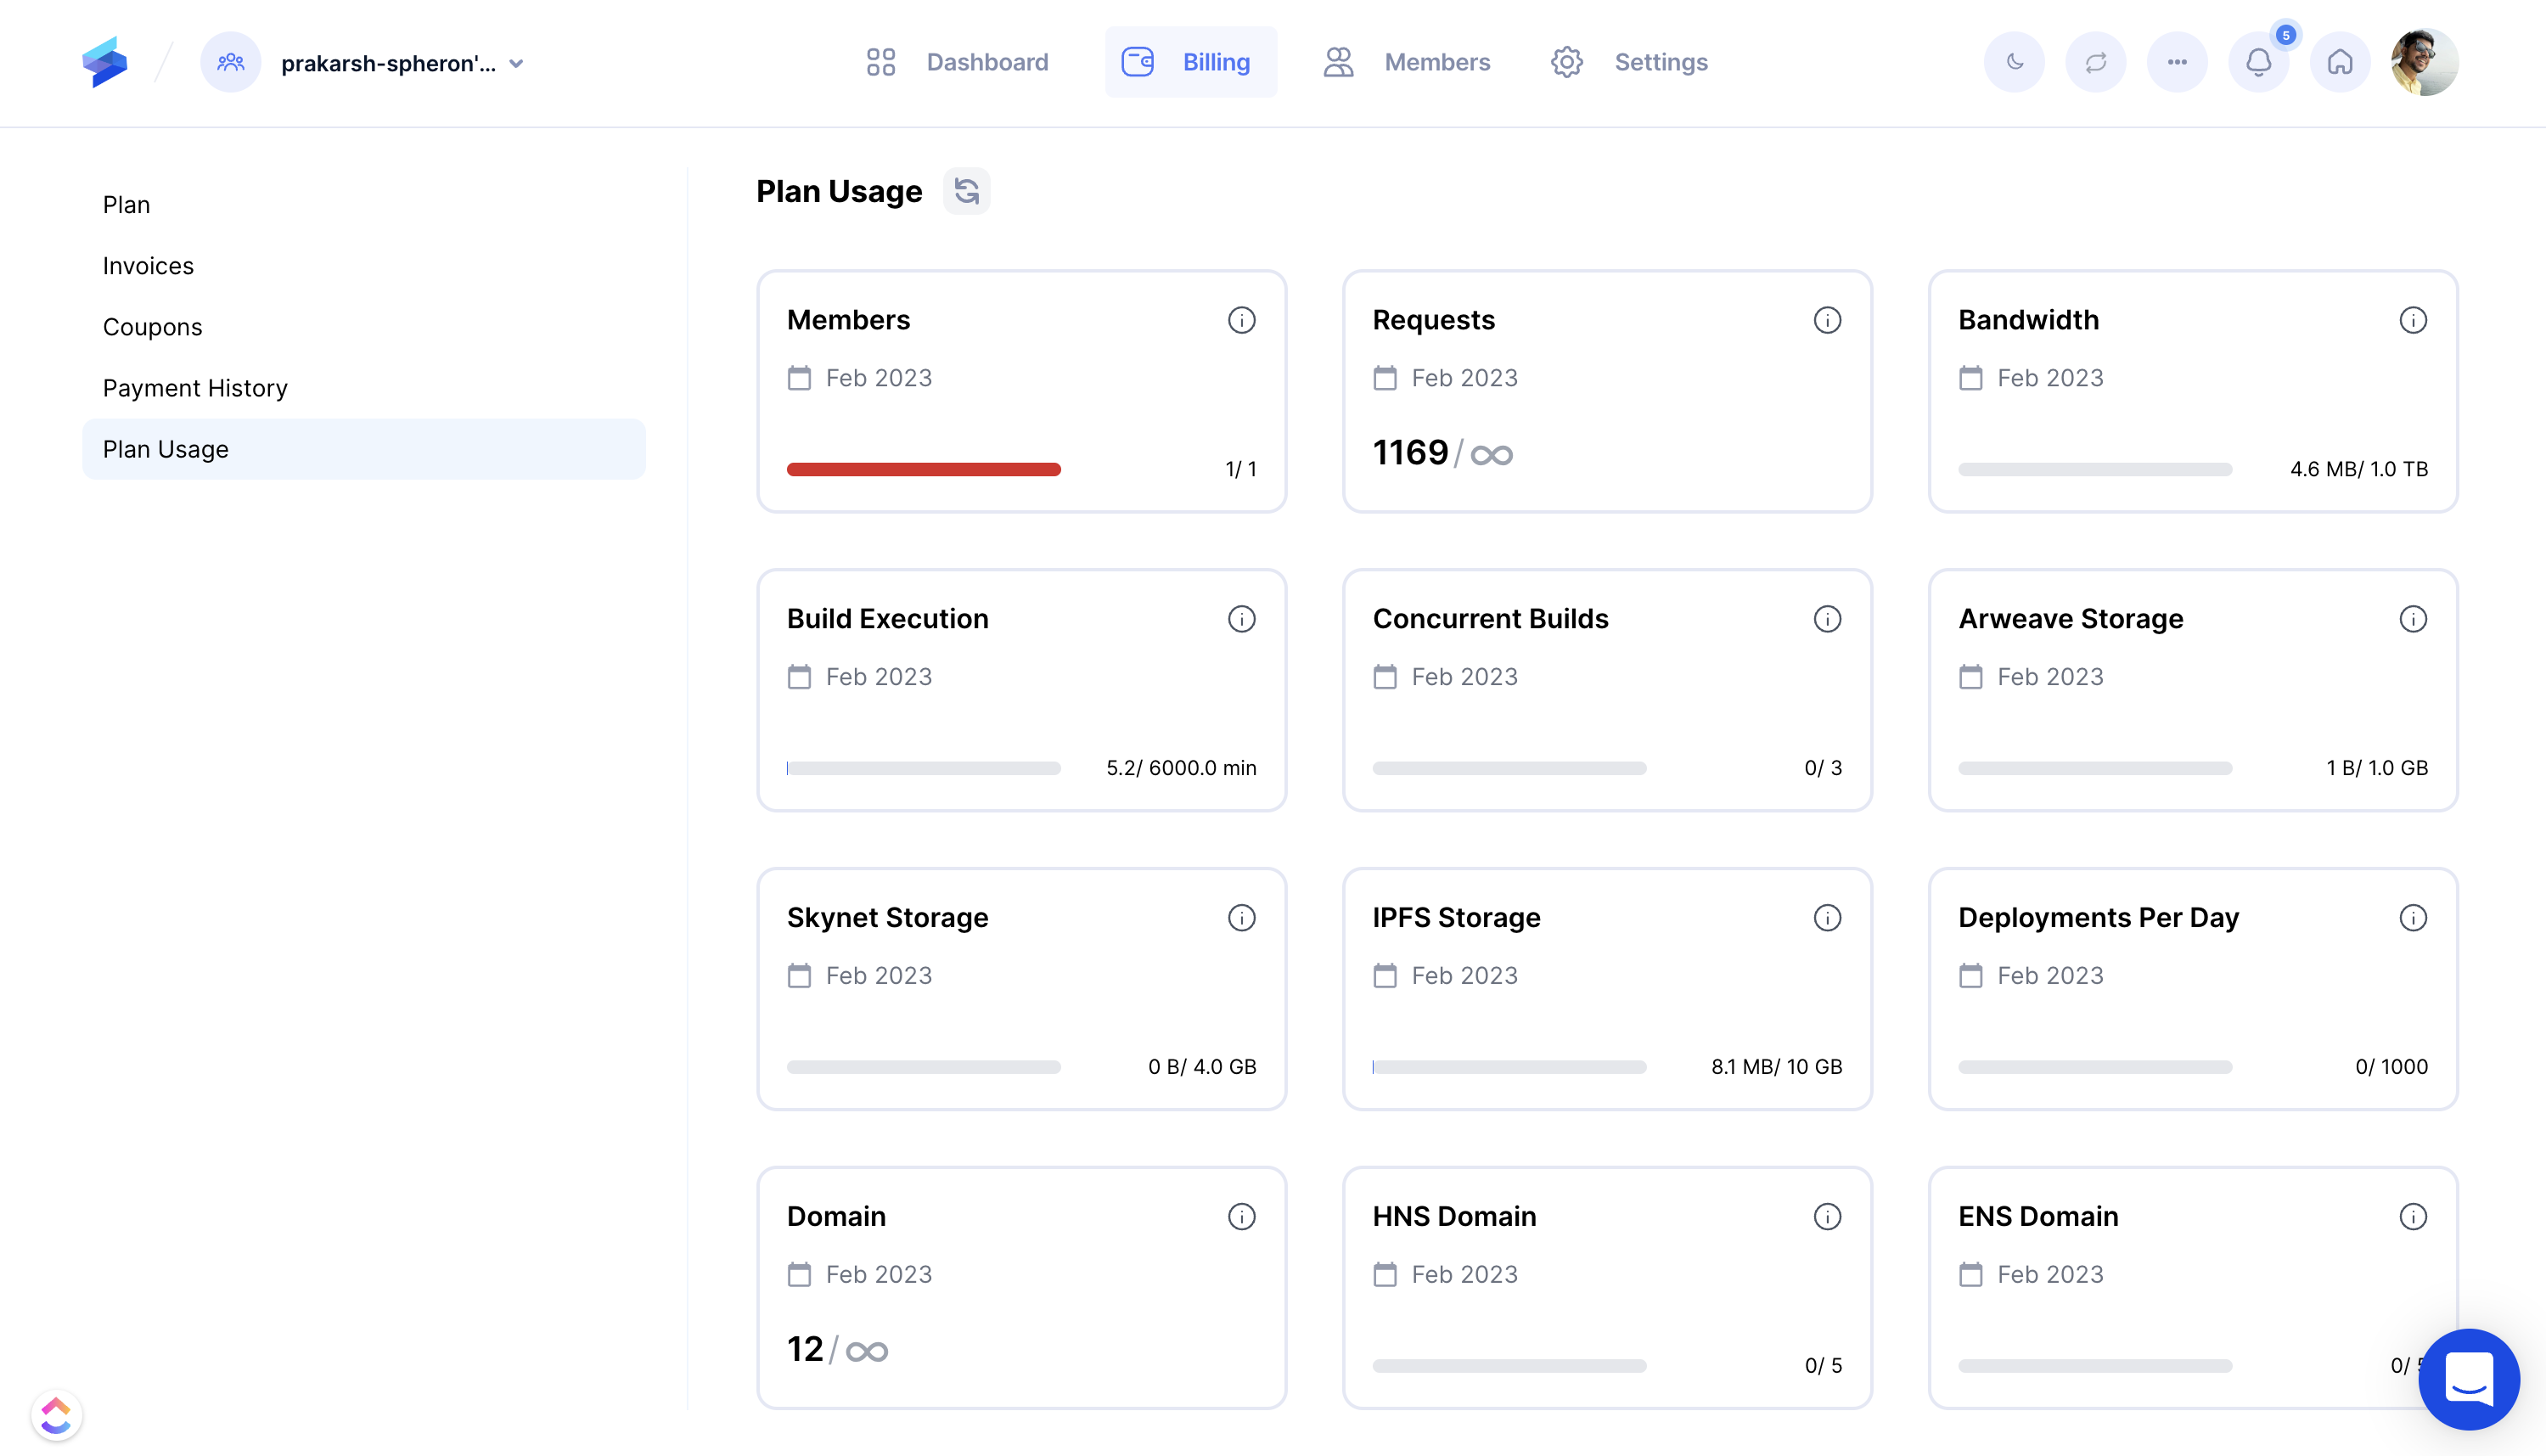 prakarsh-spheron'...
Dashboard
Billing
Members
Settings
5
Plan
Invoices
Coupons
Payment History
Plan Usage
Plan Usage
Members
Feb 2023
1/ 1
Requests
Feb 2023
1169/∞
Bandwidth
Feb 2023
4.6 MB/ 1.0 TB
Build Execution
Feb 2023
5.2/ 6000.0 min
Concurrent Builds
Feb 2023
0/ 3
Arweave Storage
Feb 2023
1 B/ 1.0 GB
Skynet Storage
Feb 2023
0 B/ 4.0 GB
IPFS Storage
Feb 2023
8.1 MB/ 10 GB
Deployments Per Day
Feb 2023
0/ 1000
Domain
Feb 2023
12/∞
HNS Domain
Feb 2023
0/ 5
ENS Domain
Feb 2023
0/